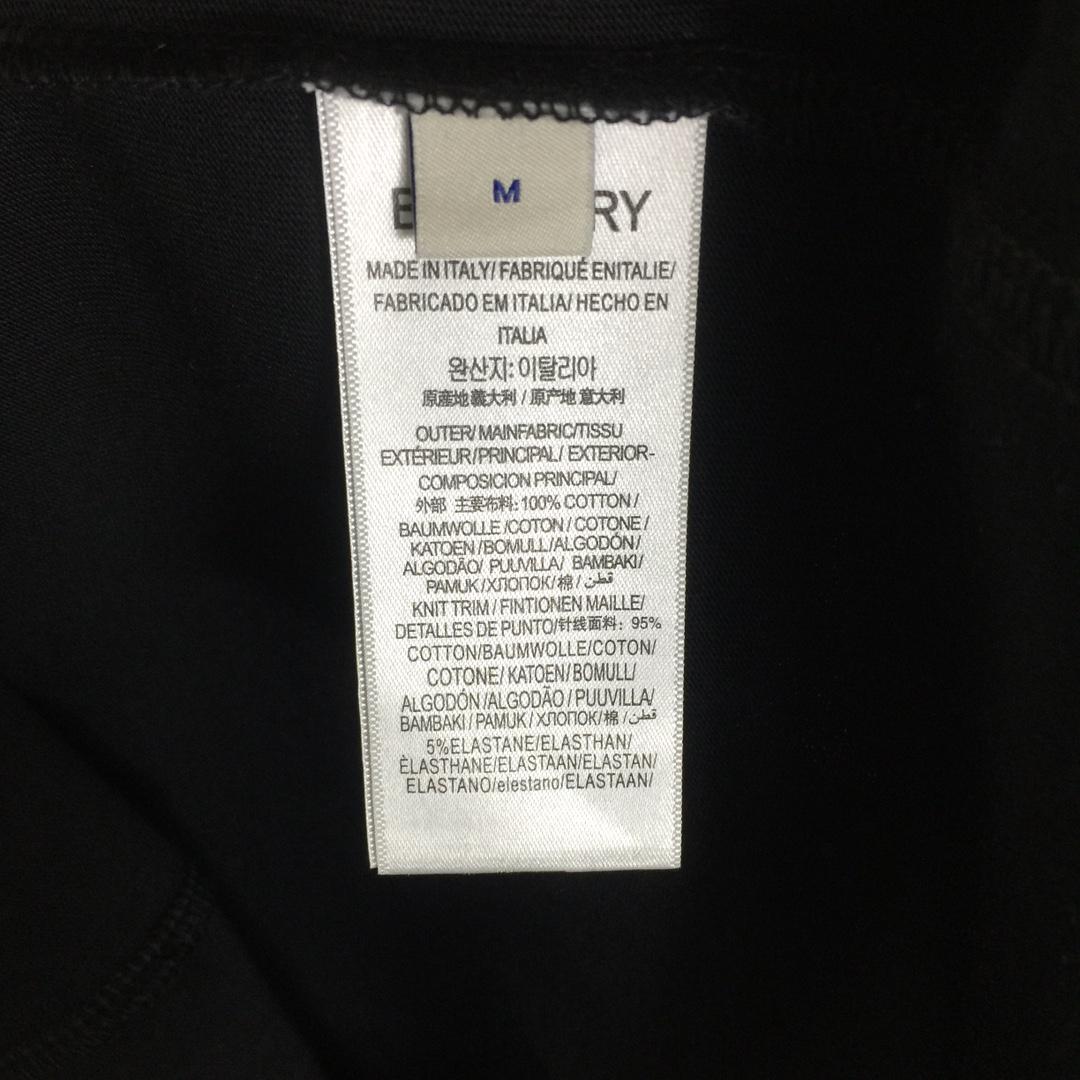 M
RY
MADE IN ITALY/ FABRIQUÉ ENITALIE/
FABRICADO EM ITALIA/ HECHO EN
ITALIA
완산지: 이탈리아
原産地義大利 / 原产地 意大利
OUTER/ MAINFABRIC/TISSU
EXTÉRIEUR/PRINCIPAL/ EXTERIOR-
COMPOSICION PRINCIPAL/
外部 主要布料: 100% COTTON /
BAUMWOLLE /COTON / COTONE /
KATOEN /BOMULL/ALGODÓN /
ALGODÃO/ PUUVILLA/ BAMBAKI/
PAMUK /ХЛОПОК/棉 / قطن
KNIT TRIM / FINTIONEN MAILLE/
DETALLES DE PUNTO/针线面料: 95%
COTTON/BAUMWOLLE/COTON/
COTONE/ KATOEN/BOMULL/
ALGODÓN /ALGODÃO / PUUVILLA/
BAMBAKI / PAMUK / ХЛОПОК/棉 / قطن
5%ELASTANE/ELASTHAN/
ÈLASTHANE/ELASTAAN/ELASTAN/
ELASTANO/elestano/ELASTAAN/